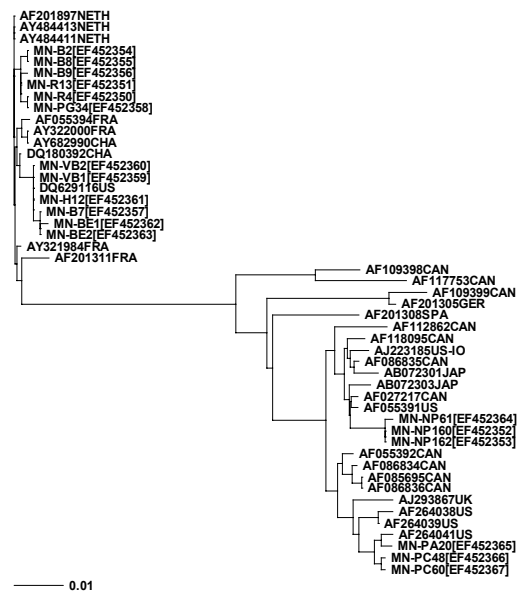 AF201897NETH
AY484413NETH
AY484411NETH
MN-B2[EF452354]
MN-B8[EF452355]
MN-B9[EF452356]
MN-R13[EF452351]
MN-R4[EF452350]
MN-PG34[EF452358]
AF055394FRA
AY322000FRA
AY682990CHA
DQ180392CHA
MN-VB2[EF452360]
MN-VB1[EF452359]
DQ629116US
MN-H12[EF452361]
MN-B7[EF452357]
MN-BE1[EF452362]
MN-BE2[EF452363]
AY321984FRA
AF201311FRA
AF109398CAN
AF117753CAN
AF109399CAN
AF201305GER
AF201308SPA
AF112862CAN
AF118095CAN
AJ223185US-IO
AF086835CAN
AB072301JAP
AB072303JAP
AF027217CAN
AF055391US
MN-NP61[EF452364]
MN-NP160[EF452352]
MN-NP162[EF452353]
AF055392CAN
AF086834CAN
AF085695CAN
AF086836CAN
AJ293867UK
AF264038US
AF264039US
AF264041US
MN-PA20[EF452365]
MN-PC48[EF452366]
MN-PC60[EF452367]
0.01